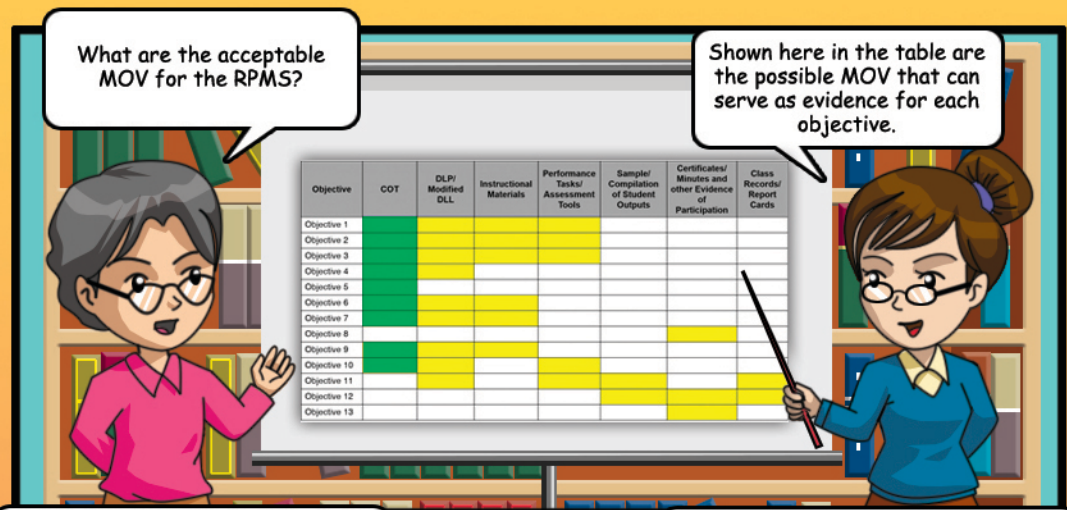 What are the acceptable
MOV for the RPMS?
Shown here in the table are
the possible MOV that can
serve as evidence for each
objective.
Objective
COT
DLP/
Modified
DLL
Instructional
Materials
Performance
Tasks/
Assessment
Tools
Sample/
Compilation
of Student
Outputs
Certificates/
Minutes and
other Evidence
of
Participation
Class
Records/
Report
Cards
Objective 1
Objective 2
Objective 3
Objective 4
Objective 5
Objective 6
Objective 7
Objective 8
Objective 9
Objective 10
Objective 11
Objective 12
Objective 13